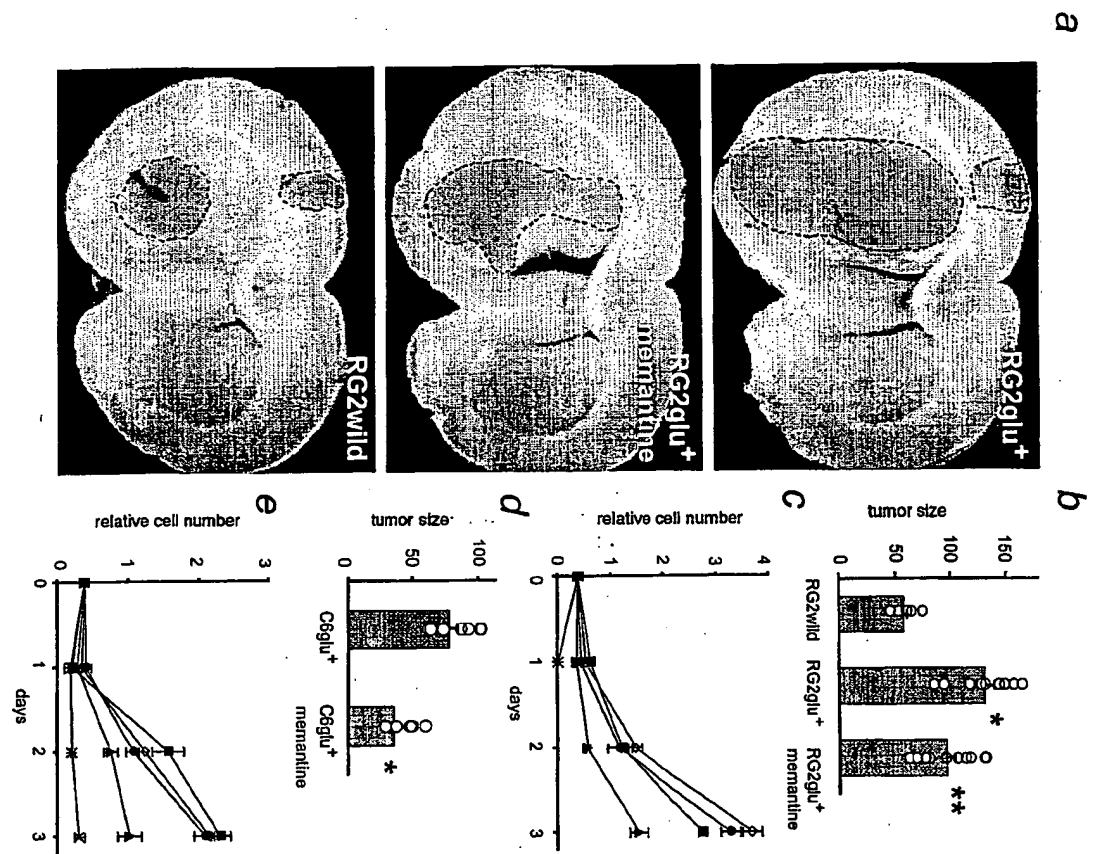 a
RG2glu+
RG2glu+
memantine
RG2wild
b
tumor size
0
50
100
150
RG2wild
RG2glu+
RG2glu+
memantine
*
**
c
relative cell number
0
1
2
3
4
0
1
2
3
days
d
tumor size
0
50
100
C6glu+
C6glu+
memantine
*
e
relative cell number
0
1
2
3
0
1
2
3
days